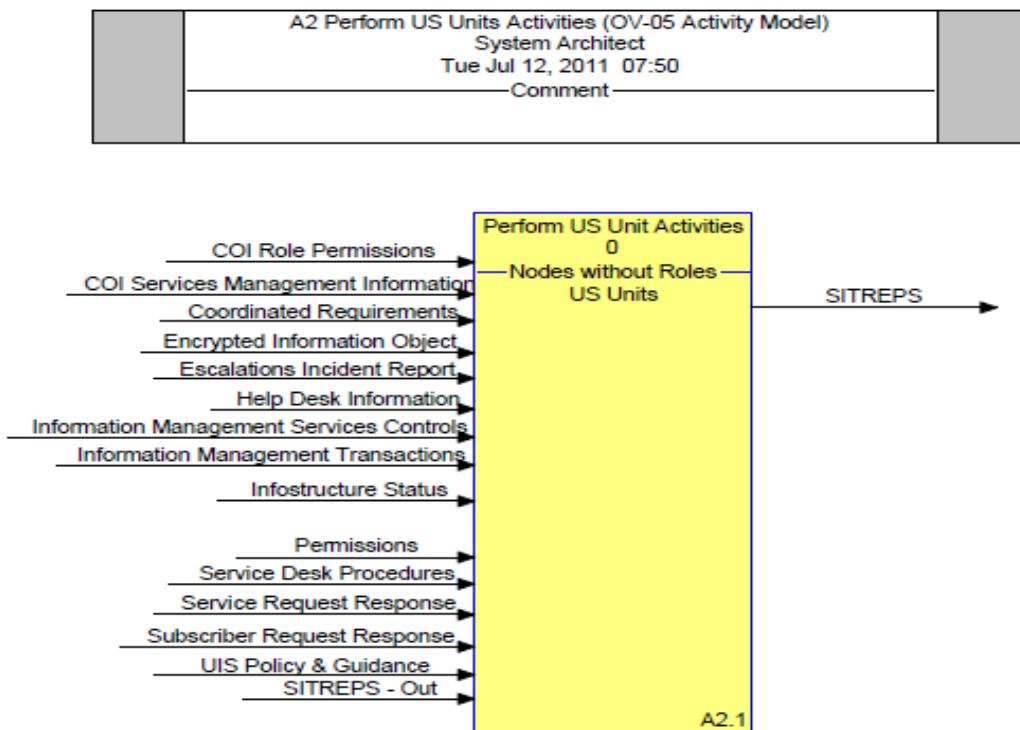 A2 Perform US Units Activities (OV-05 Activity Model)
System Architect
Tue Jul 12, 2011 07:50
Comment
Perform US Unit Activities
0
Nodes without Roles
US Units
COI Role Permissions
COI Services Management Information
Coordinated Requirements
Encrypted Information Object
Escalations Incident Report
Help Desk Information
Information Management Services Controls
Information Management Transactions
Infostructure Status
Permissions
Service Desk Procedures
Service Request Response
Subscriber Request Response
UIS Policy & Guidance
SITREPS - Out
SITREPS
A2.1